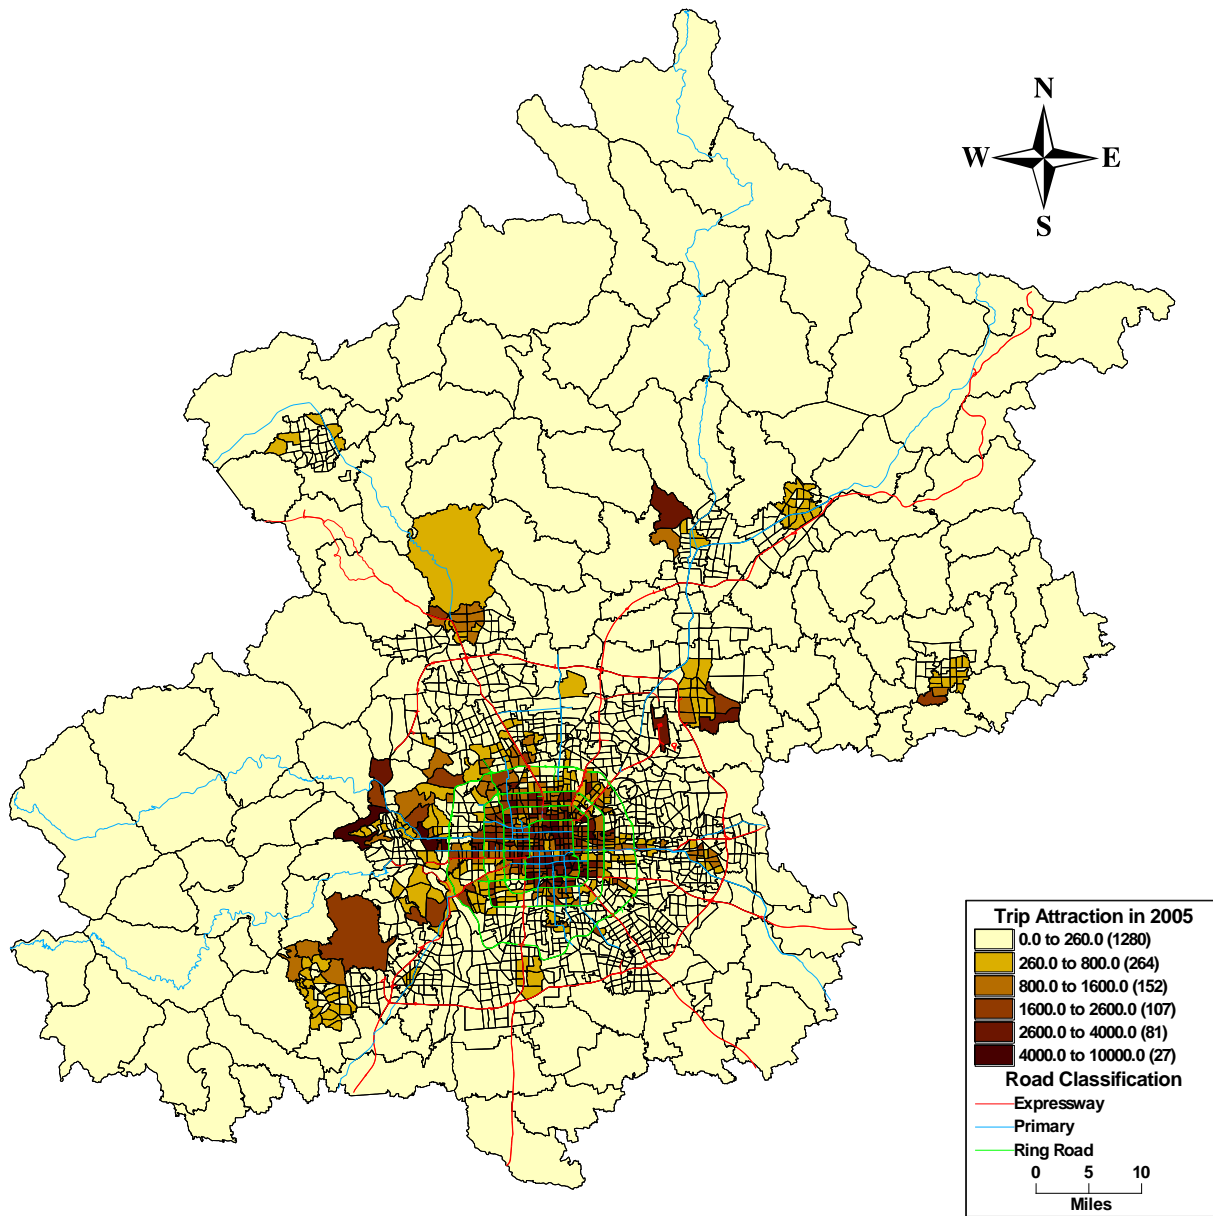 N
W E
S
Trip Attraction in 2005
0.0 to 260.0 (1280)
260.0 to 800.0 (264)
800.0 to 1600.0 (152)
1600.0 to 2600.0 (107)
2600.0 to 4000.0 (81)
4000.0 to 10000.0 (27)
Road Classification
Expressway
Primary
Ring Road
0 5 10
Miles